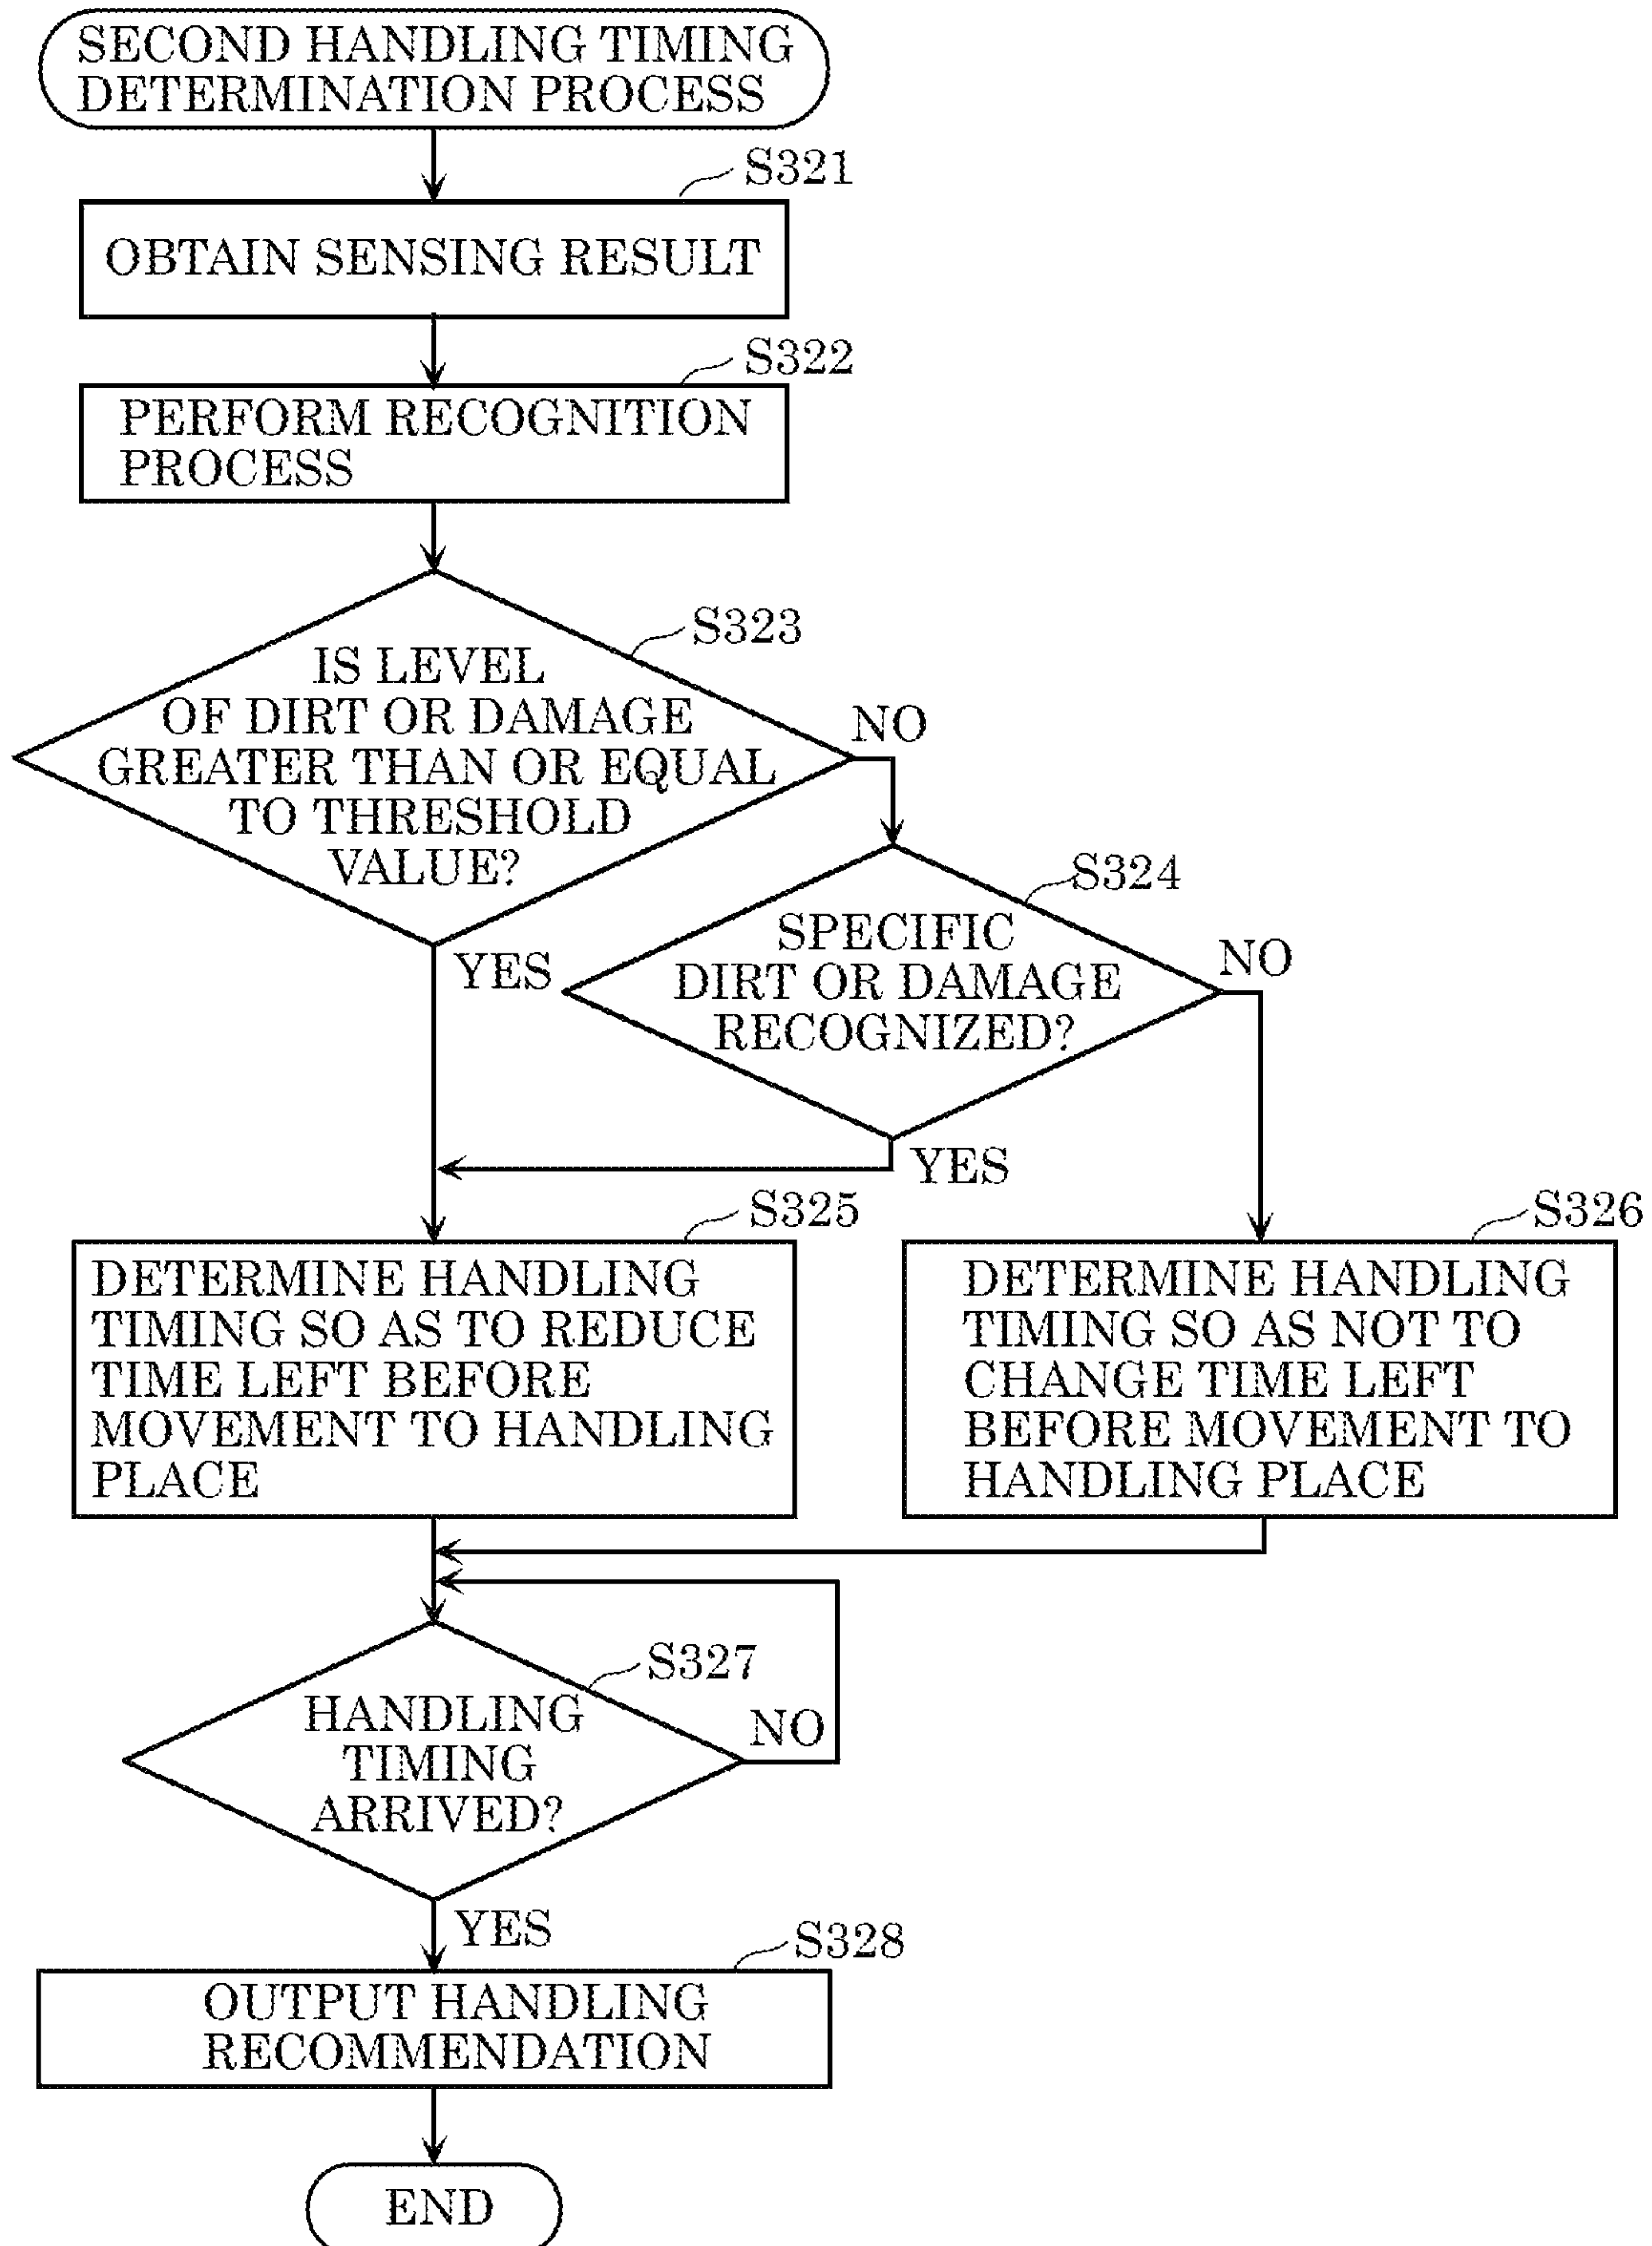 SECOND HANDLING TIMING
DETERMINATION PROCESS
S321
OBTAIN SENSING RESULT
S322
PERFORM RECOGNITION
PROCESS
S323
IS LEVEL
OF DIRT OR DAMAGE
GREATER THAN OR EQUAL
TO THRESHOLD
VALUE?
NO
YES
S324
SPECIFIC
DIRT OR DAMAGE
RECOGNIZED?
NO
YES
S325
DETERMINE HANDLING
TIMING SO AS TO REDUCE
TIME LEFT BEFORE
MOVEMENT TO HANDLING
PLACE
S326
DETERMINE HANDLING
TIMING SO AS NOT TO
CHANGE TIME LEFT
BEFORE MOVEMENT TO
HANDLING PLACE
S327
HANDLING
TIMING
ARRIVED?
NO
YES
S328
OUTPUT HANDLING
RECOMMENDATION
END